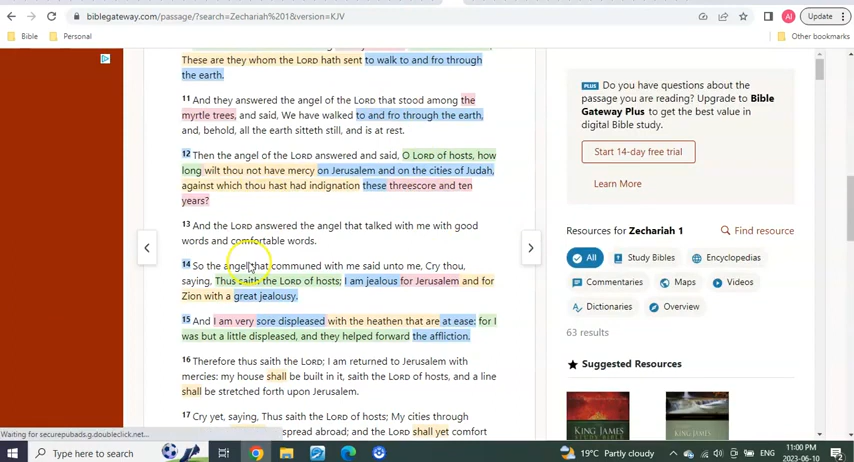 biblegateway.com/passage/?search=Zechariah%201&version=KJV
AI
Update
Bible
Personal
Other bookmarks
These are they whom the LORD hath sent to walk to and fro through
the earth.
11 And they answered the angel of the LORD that stood among the
myrtle trees, and said, We have walked to and fro through the earth,
and, behold, all the earth sitteth still, and is at rest.
12 Then the angel of the LORD answered and said, O LORD of hosts, how
long wilt thou not have mercy on Jerusalem and on the cities of Judah,
against which thou hast had indignation these threescore and ten
years?
13 And the LORD answered the angel that talked with me with good
words and comfortable words.
14 So the angel that communed with me said unto me, Cry thou,
saying, Thus saith the LORD of hosts; I am jealous for Jerusalem and for
Zion with a great jealousy.
15 And I am very sore displeased with the heathen that are at ease: for I
was but a little displeased, and they helped forward the affliction.
16 Therefore thus saith the LORD; I am returned to Jerusalem with
mercies: my house shall be built in it, saith the LORD of hosts, and a line
shall be stretched forth upon Jerusalem.
17 Cry yet, saying, Thus saith the LORD of hosts; My cities through
spread abroad; and the LORD shall yet comfort
PLUS Do you have questions about the
passage you are reading? Upgrade to Bible
Gateway Plus to get the best value in
digital Bible study.
Start 14-day free trial
Learn More
Resources for Zechariah 1
Find resource
All
Study Bibles
Encyclopedias
Commentaries
Maps
Videos
Dictionaries
Overview
63 results
Suggested Resources
KING JAMES
KING JAMES
Waiting for securepubads.g.doubleclick.net...
Type here to search
19°C Partly cloudy
ENG
11:00 PM
2023-06-10
2